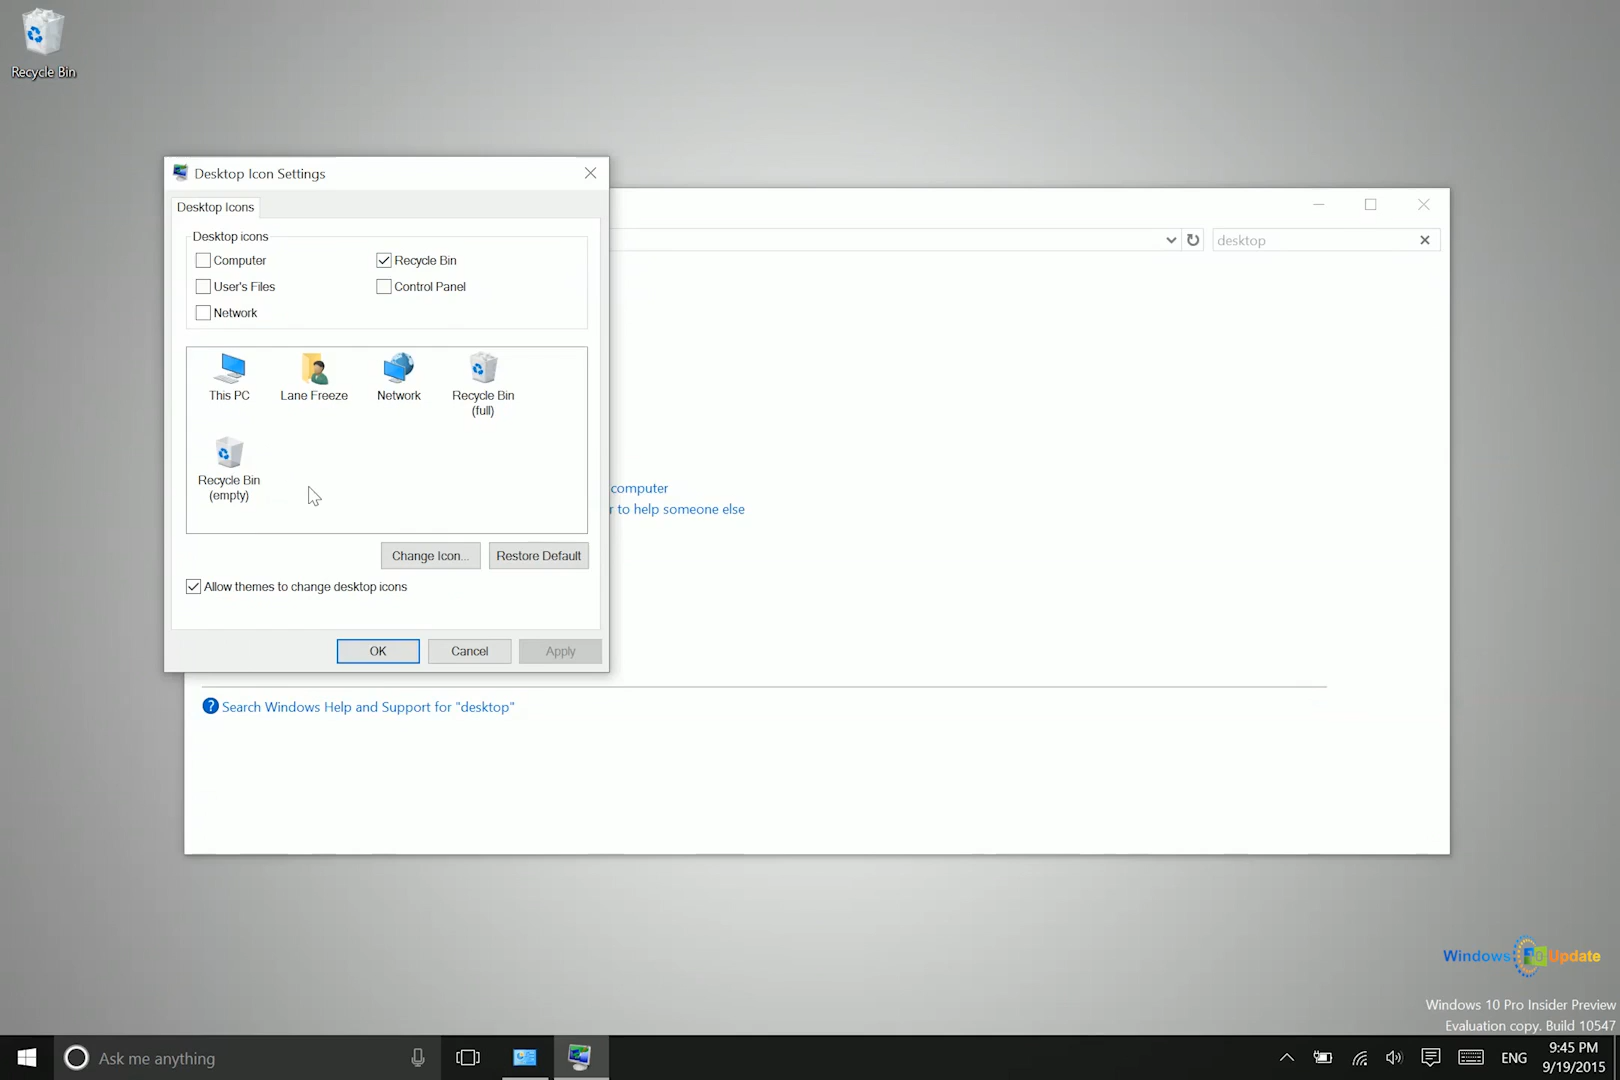 Recycle Bin
Desktop Icon Settings
Desktop Icons
Desktop icons
Computer
Recycle Bin
User's Files
Control Panel
Network
desktop
This PC
Lane Freeze
Network
Recycle Bin
(full)
Recycle Bin
(empty)
computer
r to help someone else
Change Icon...
Restore Default
Allow themes to change desktop icons
OK
Cancel
Apply
? Search Windows Help and Support for "desktop"
Windows 10 Update
Windows 10 Pro Insider Preview
Evaluation copy. Build 10547
Ask me anything
ENG
9:45 PM
9/19/2015